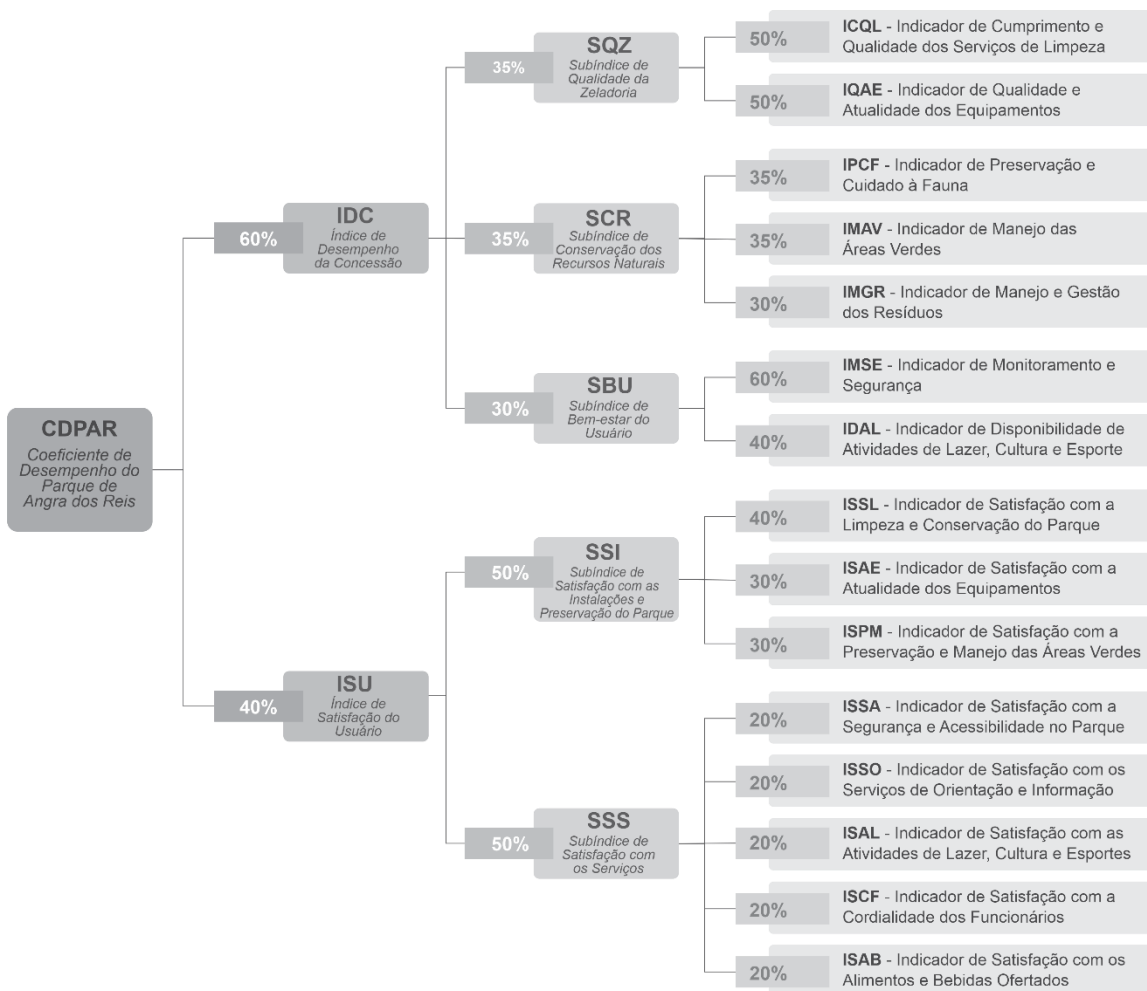 CDPAR
Coeficiente de
Desempenho do
Parque de
Angra dos Reis
60%
IDC
Índice de
Desempenho
da Concessão
35%
SQZ
Subíndice de
Qualidade da
Zeladoria
50%
ICQL - Indicador de Cumprimento e
Qualidade dos Serviços de Limpeza
50%
IQAE - Indicador de Qualidade e
Atualidade dos Equipamentos
35%
SCR
Subíndice de
Conservação dos
Recursos Naturais
35%
IPCF - Indicador de Preservação e
Cuidado à Fauna
35%
IMAV - Indicador de Manejo das
Áreas Verdes
30%
IMGR - Indicador de Manejo e Gestão
dos Resíduos
30%
SBU
Subíndice de
Bem-estar do
Usuário
60%
IMSE - Indicador de Monitoramento e
Segurança
40%
IDAL - Indicador de Disponibilidade de
Atividades de Lazer, Cultura e Esporte
40%
ISU
Índice de
Satisfação do
Usuário
50%
SSI
Subíndice de
Satisfação com as
Instalações e
Preservação do Parque
40%
ISSL - Indicador de Satisfação com a
Limpeza e Conservação do Parque
30%
ISAE - Indicador de Satisfação com a
Atualidade dos Equipamentos
30%
ISPM - Indicador de Satisfação com a
Preservação e Manejo das Áreas Verdes
50%
SSS
Subíndice de
Satisfação com
os Serviços
20%
ISSA - Indicador de Satisfação com a
Segurança e Acessibilidade no Parque
20%
ISSO - Indicador de Satisfação com os
Serviços de Orientação e Informação
20%
ISAL - Indicador de Satisfação com as
Atividades de Lazer, Cultura e Esportes
20%
ISCF - Indicador de Satisfação com a
Cordialidade dos Funcionários
20%
ISAB - Indicador de Satisfação com os
Alimentos e Bebidas Ofertados